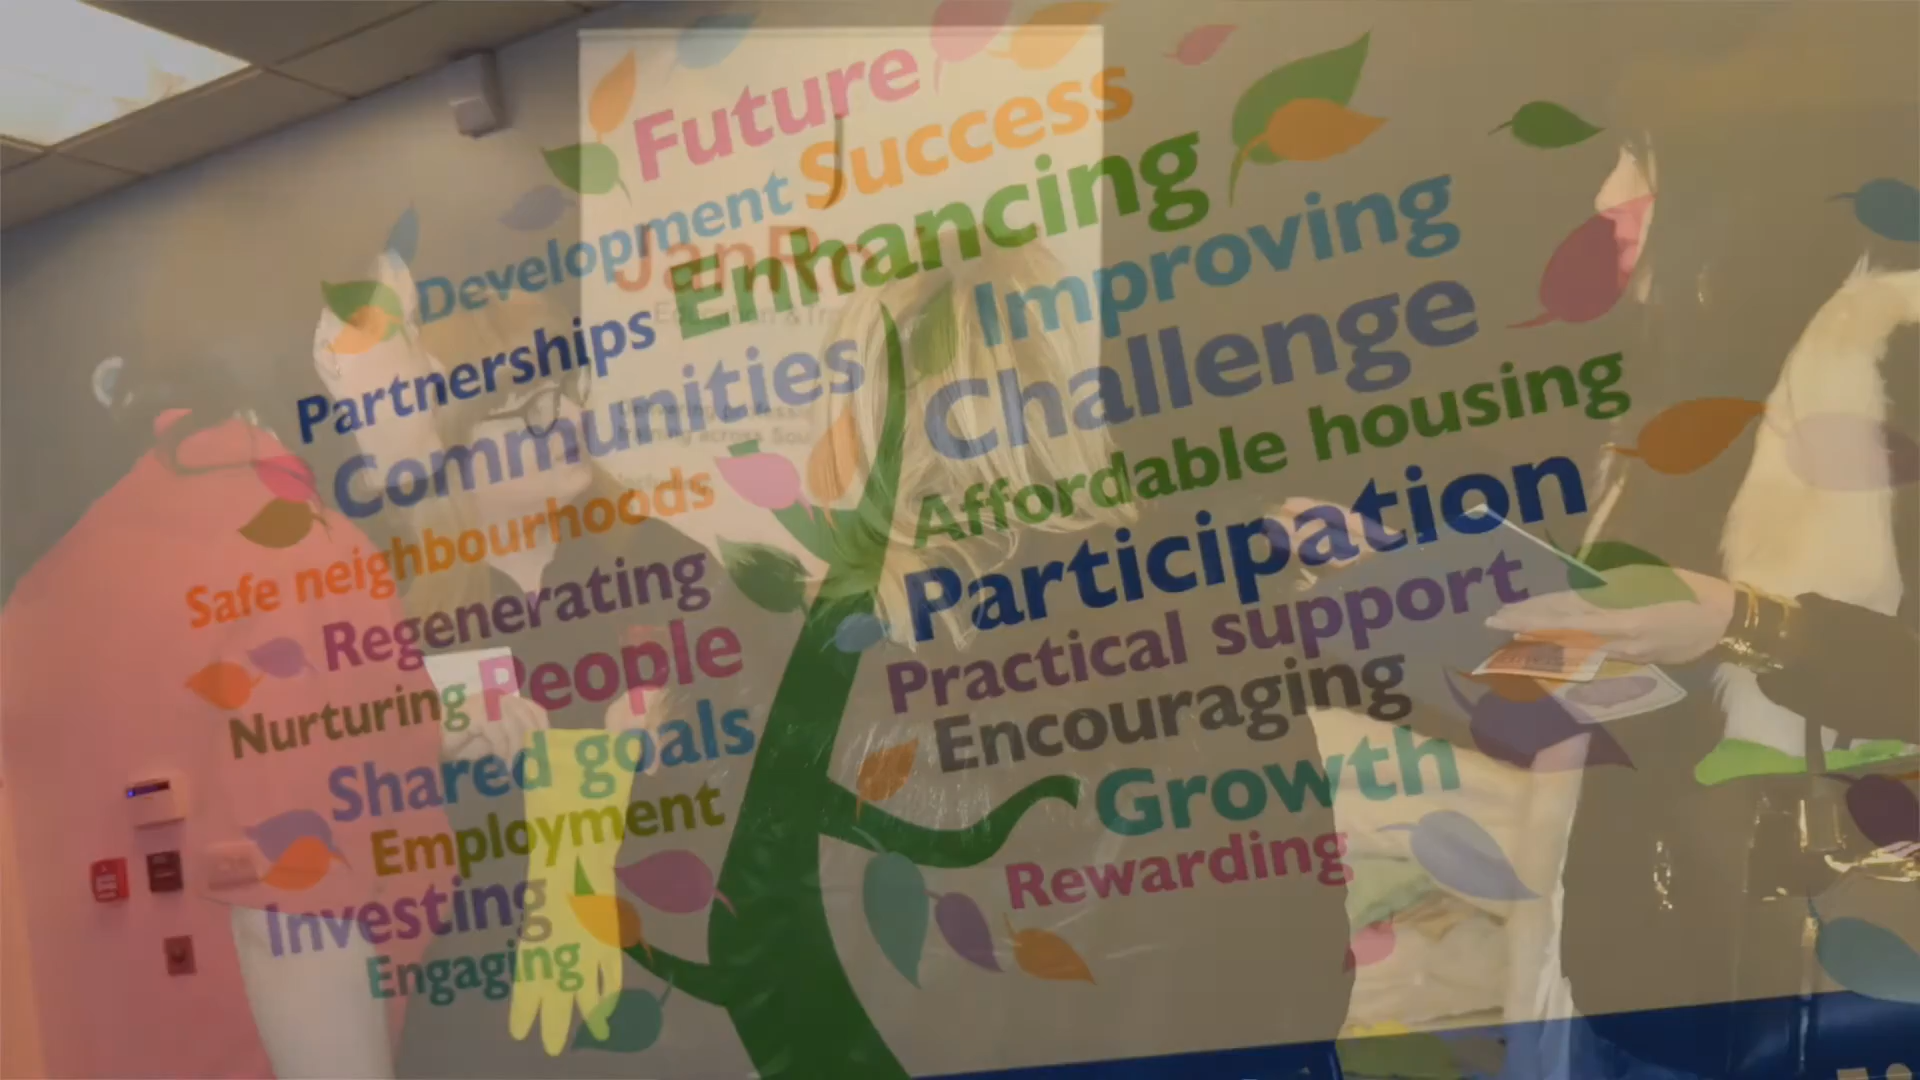 Future
Success
Development
Enhancing
Improving
Partnerships
Communities
Challenge
Affordable housing
Safe neighbourhoods
Participation
Regenerating
Practical support
Nurturing People
Encouraging
Shared goals
Growth
Employment
Rewarding
Investing
Engaging